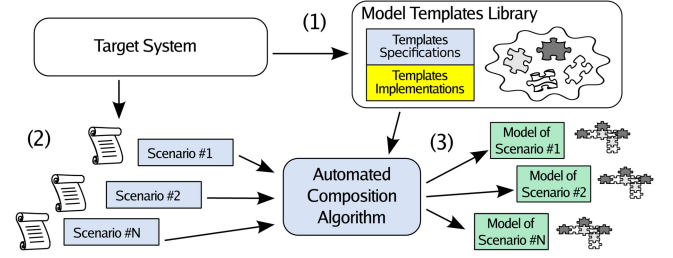 (1)
Target System
Model Templates Library
Templates
Specifications
Templates
Implementations
(2)
Scenario #1
Scenario #2
Scenario #N
Automated
Composition
Algorithm
(3)
Model of
Scenario #1
Model of
Scenario #2
Model of
Scenario #N